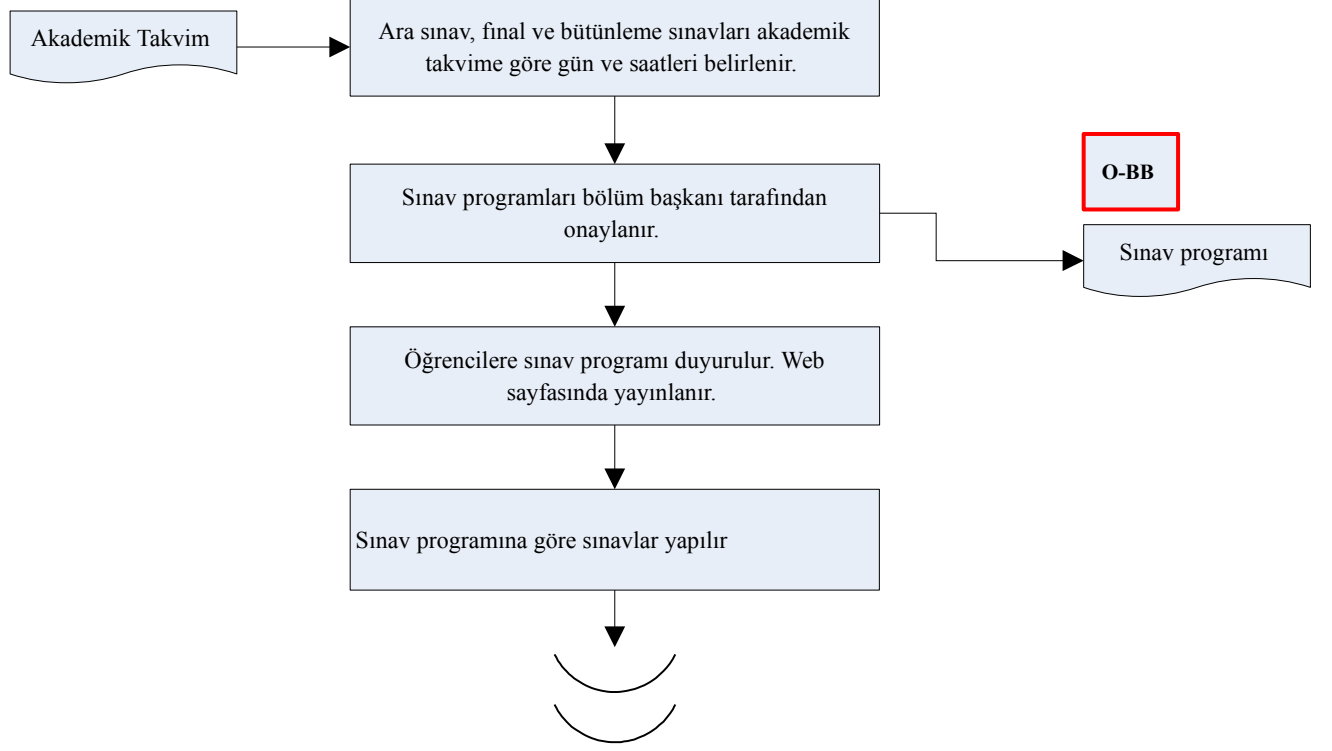 Akademik Takvim
Ara sınav, final ve bütünleme sınavları akademik
takvime göre gün ve saatleri belirlenir.
Sınav programları bölüm başkanı tarafından
onaylanır.
O-BB
Sınav programı
Öğrencilere sınav programı duyurulur. Web
sayfasında yayınlanır.
Sınav programına göre sınavlar yapılır